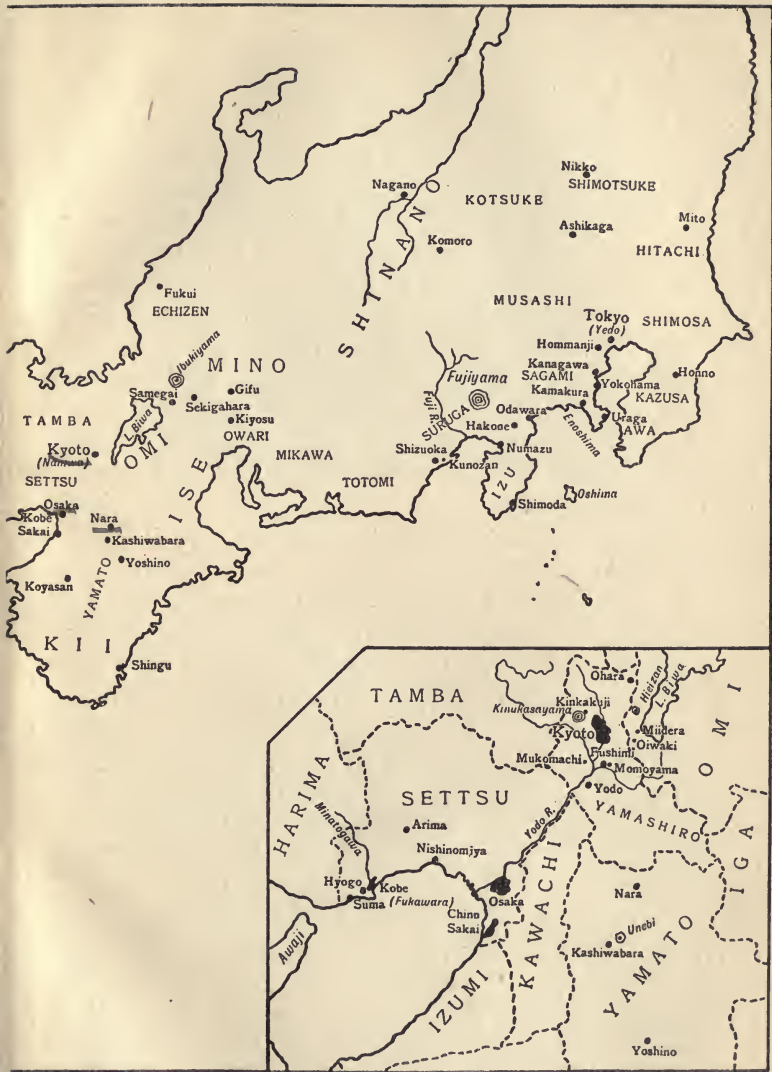 Nikko
SHIMOTSUKE
Nagano
KOTSUKE
SHINANO
Ashikaga
Mito
Komoro
HITACHI
Fukui
ECHIZEN
MUSASHI
Tokyo
(Yedo)
SHIMOSA
Hommanji
Ibukiyama
MINO
Kanagawa
SAGAMI
Honno
Fujiyama
Yokohama
Samegai
Gifu
Kamakura
KAZUSA
Sekigahara
Fuji R.
SURUGA
Odawara
Uraga
TAMBA
L. Biwa
Kiyosu
OWARI
Hakone
Enoshima
AWA
Kyoto
(Naniwa)
OMI
MIKAWA
Shizuoka
Numazu
Kunozan
SETTSU
ISE
TOTOMI
IZU
Oshima
Shimoda
Osaka
Kobe
Sakai
Nara
Kashiwabara
Yoshino
YAMATO
Koyasan
KII
Shingu
Ohara
Hieizan
L. Biwa
TAMBA
Kinkakuji
Kinukasayama
OMI
Kyoto
Miidera
Oiwaki
Mukomachi
Fushimi
Momoyama
HARIMA
Yodo
SETTSU
YAMASHIRO
Minatogawa
Yodo R.
Arima
IGA
Nishinomjya
Hyogo
Kobe
Suma (Fukawara)
Osaka
Nara
Chino
Sakai
KAWACHI
Unebi
Awaji
Kashiwabara
YAMATO
IZUMI
Yoshino